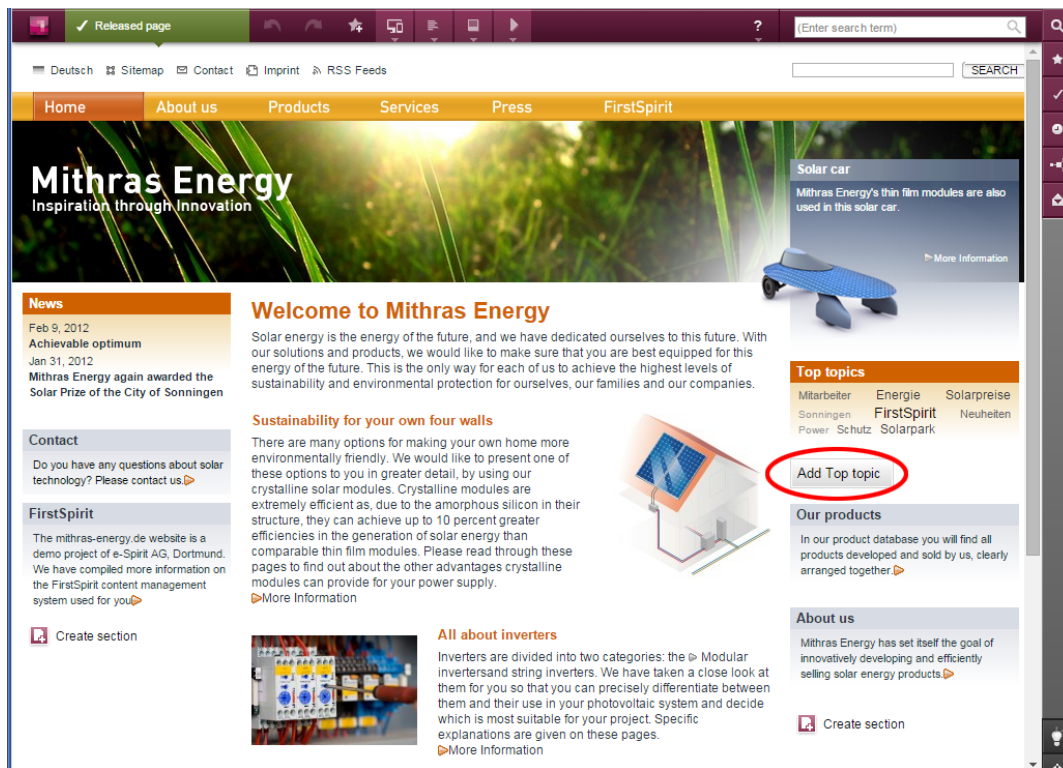 Released page
?
(Enter search term)
Deutsch Sitemap Contact Imprint RSS Feeds
SEARCH
Home About us Products Services Press FirstSpirit
Mithras Energy
Inspiration through Innovation
Solar car
Mithras Energy's thin film modules are also
used in this solar car.
More Information
News
Feb 9, 2012
Achievable optimum
Jan 31, 2012
Mithras Energy again awarded the
Solar Prize of the City of Sonningen
Contact
Do you have any questions about solar
technology? Please contact us.
FirstSpirit
The mithras-energy.de website is a
demo project of e-Spirit AG, Dortmund.
We have compiled more information on
the FirstSpirit content management
system used for you
Create section
Welcome to Mithras Energy
Solar energy is the energy of the future, and we have dedicated ourselves to this future. With
our solutions and products, we would like to make sure that you are best equipped for this
energy of the future. This is the only way for each of us to achieve the highest levels of
sustainability and environmental protection for ourselves, our families and our companies.
Sustainability for your own four walls
There are many options for making your own home more
environmentally friendly. We would like to present one of
these options to you in greater detail, by using our
crystalline solar modules. Crystalline modules are
extremely efficient as, due to the amorphous silicon in their
structure, they can achieve up to 10 percent greater
efficiencies in the generation of solar energy than
comparable thin film modules. Please read through these
pages to find out about the other advantages crystalline
modules can provide for your power supply.
More Information
All about inverters
Inverters are divided into two categories: the Modular
invertersand string inverters. We have taken a close look at
them for you so that you can precisely differentiate between
them and their use in your photovoltaic system and decide
which is most suitable for your project. Specific
explanations are given on these pages.
More Information
Top topics
Mitarbeiter Energie Solarpreise
Sonningen FirstSpirit Neuheiten
Power Schutz Solarpark
Add Top topic
Our products
In our product database you will find all
products developed and sold by us, clearly
arranged together.
About us
Mithras Energy has set itself the goal of
innovatively developing and efficiently
selling solar energy products.
Create section